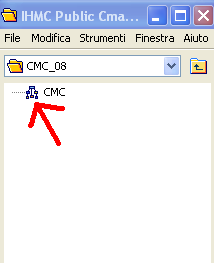 IHMC Public Cma
File Modifica Strumenti Finestra Aiuto
CMC_08
CMC